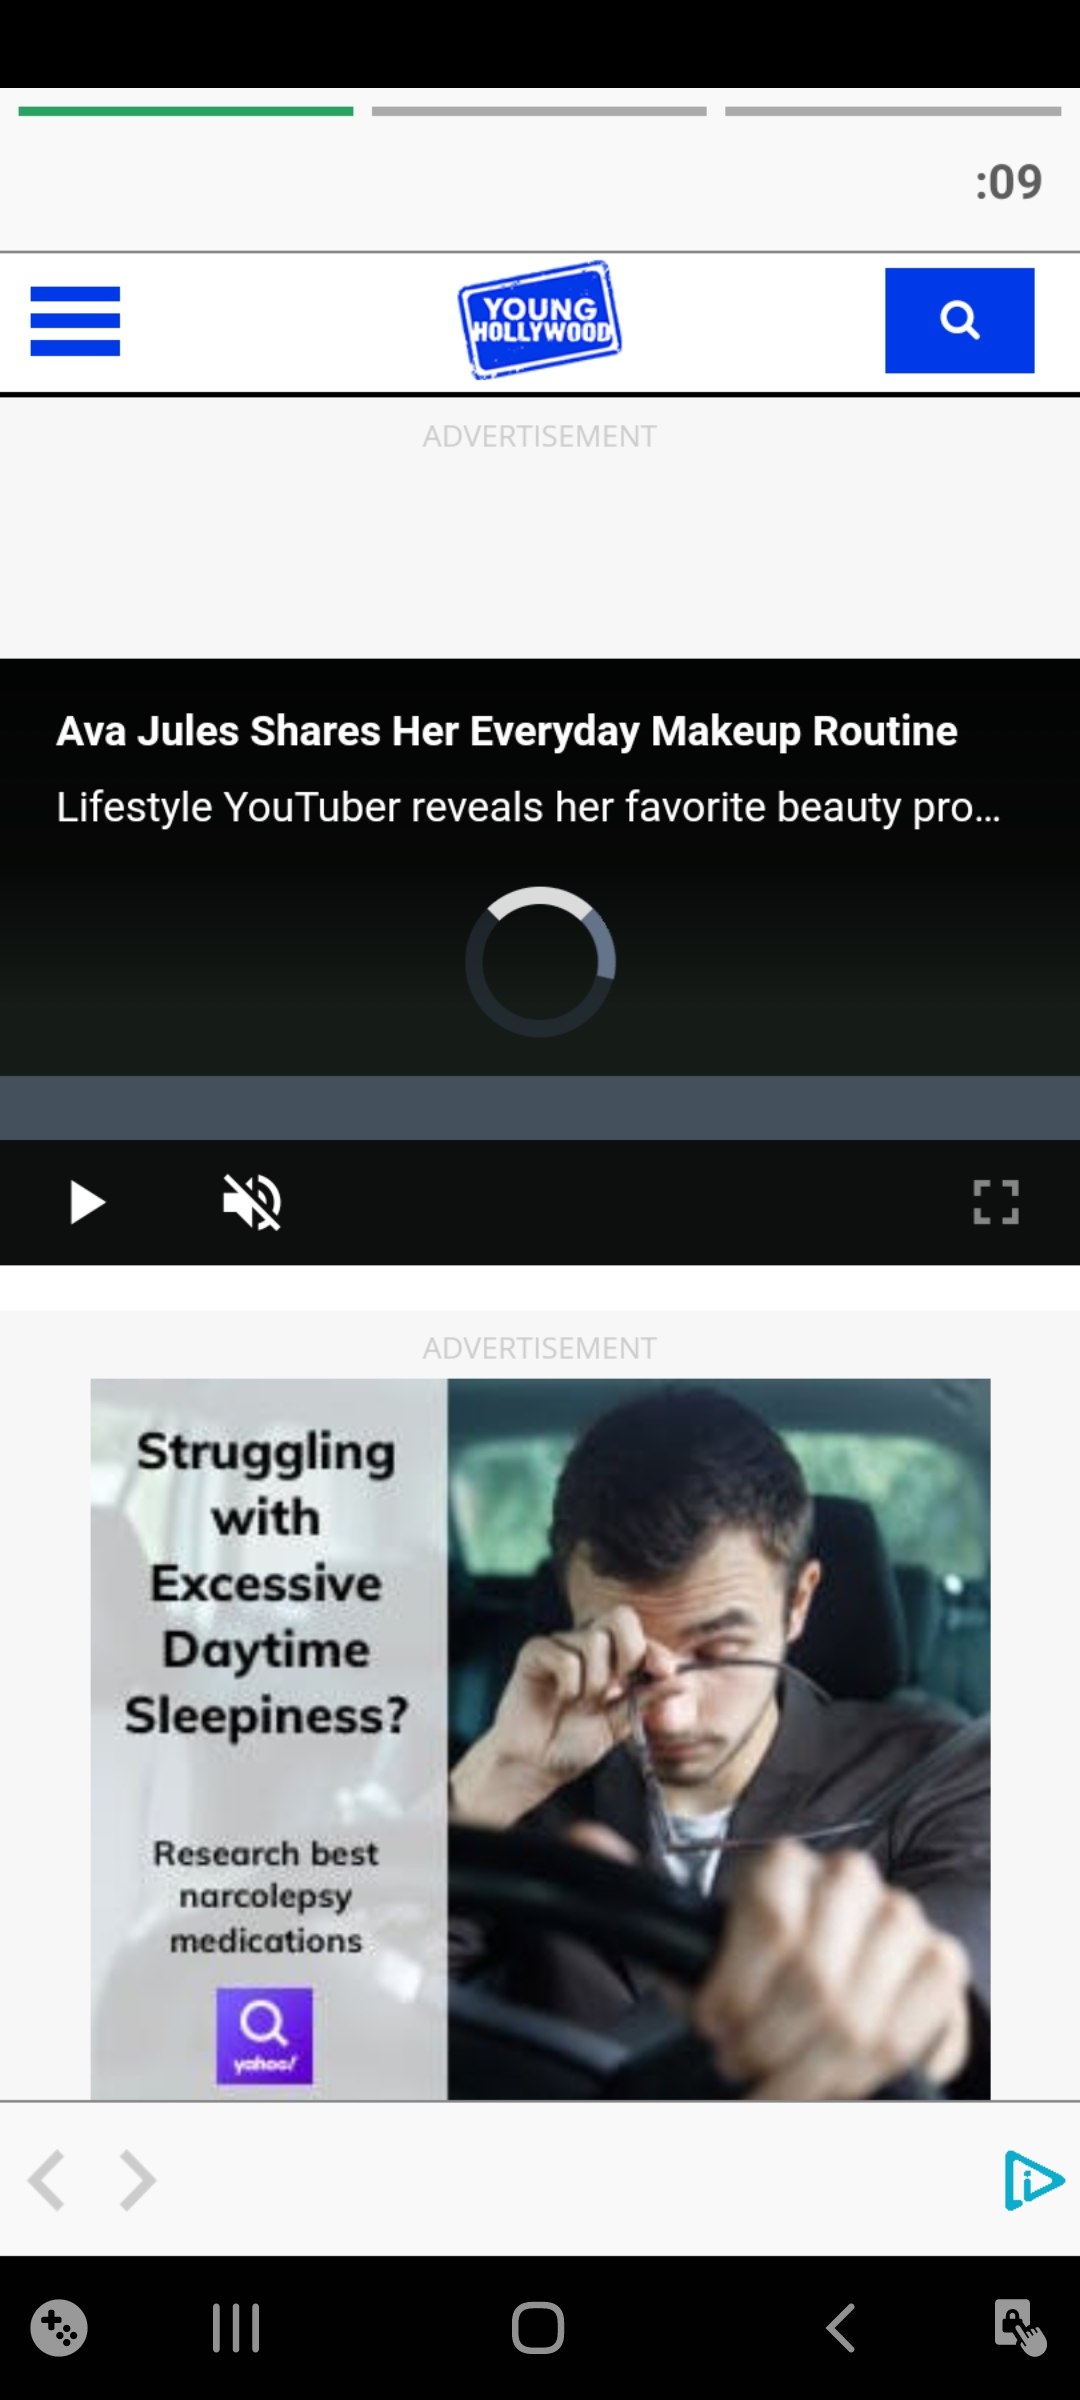 :09
YOUNG
HOLLYWOOD
ADVERTISEMENT
Ava Jules Shares Her Everyday Makeup Routine
Lifestyle YouTuber reveals her favorite beauty pro...
ADVERTISEMENT
Struggling
with
Excessive
Daytime
Sleepiness?
Research best
narcolepsy
medications
yahoo!